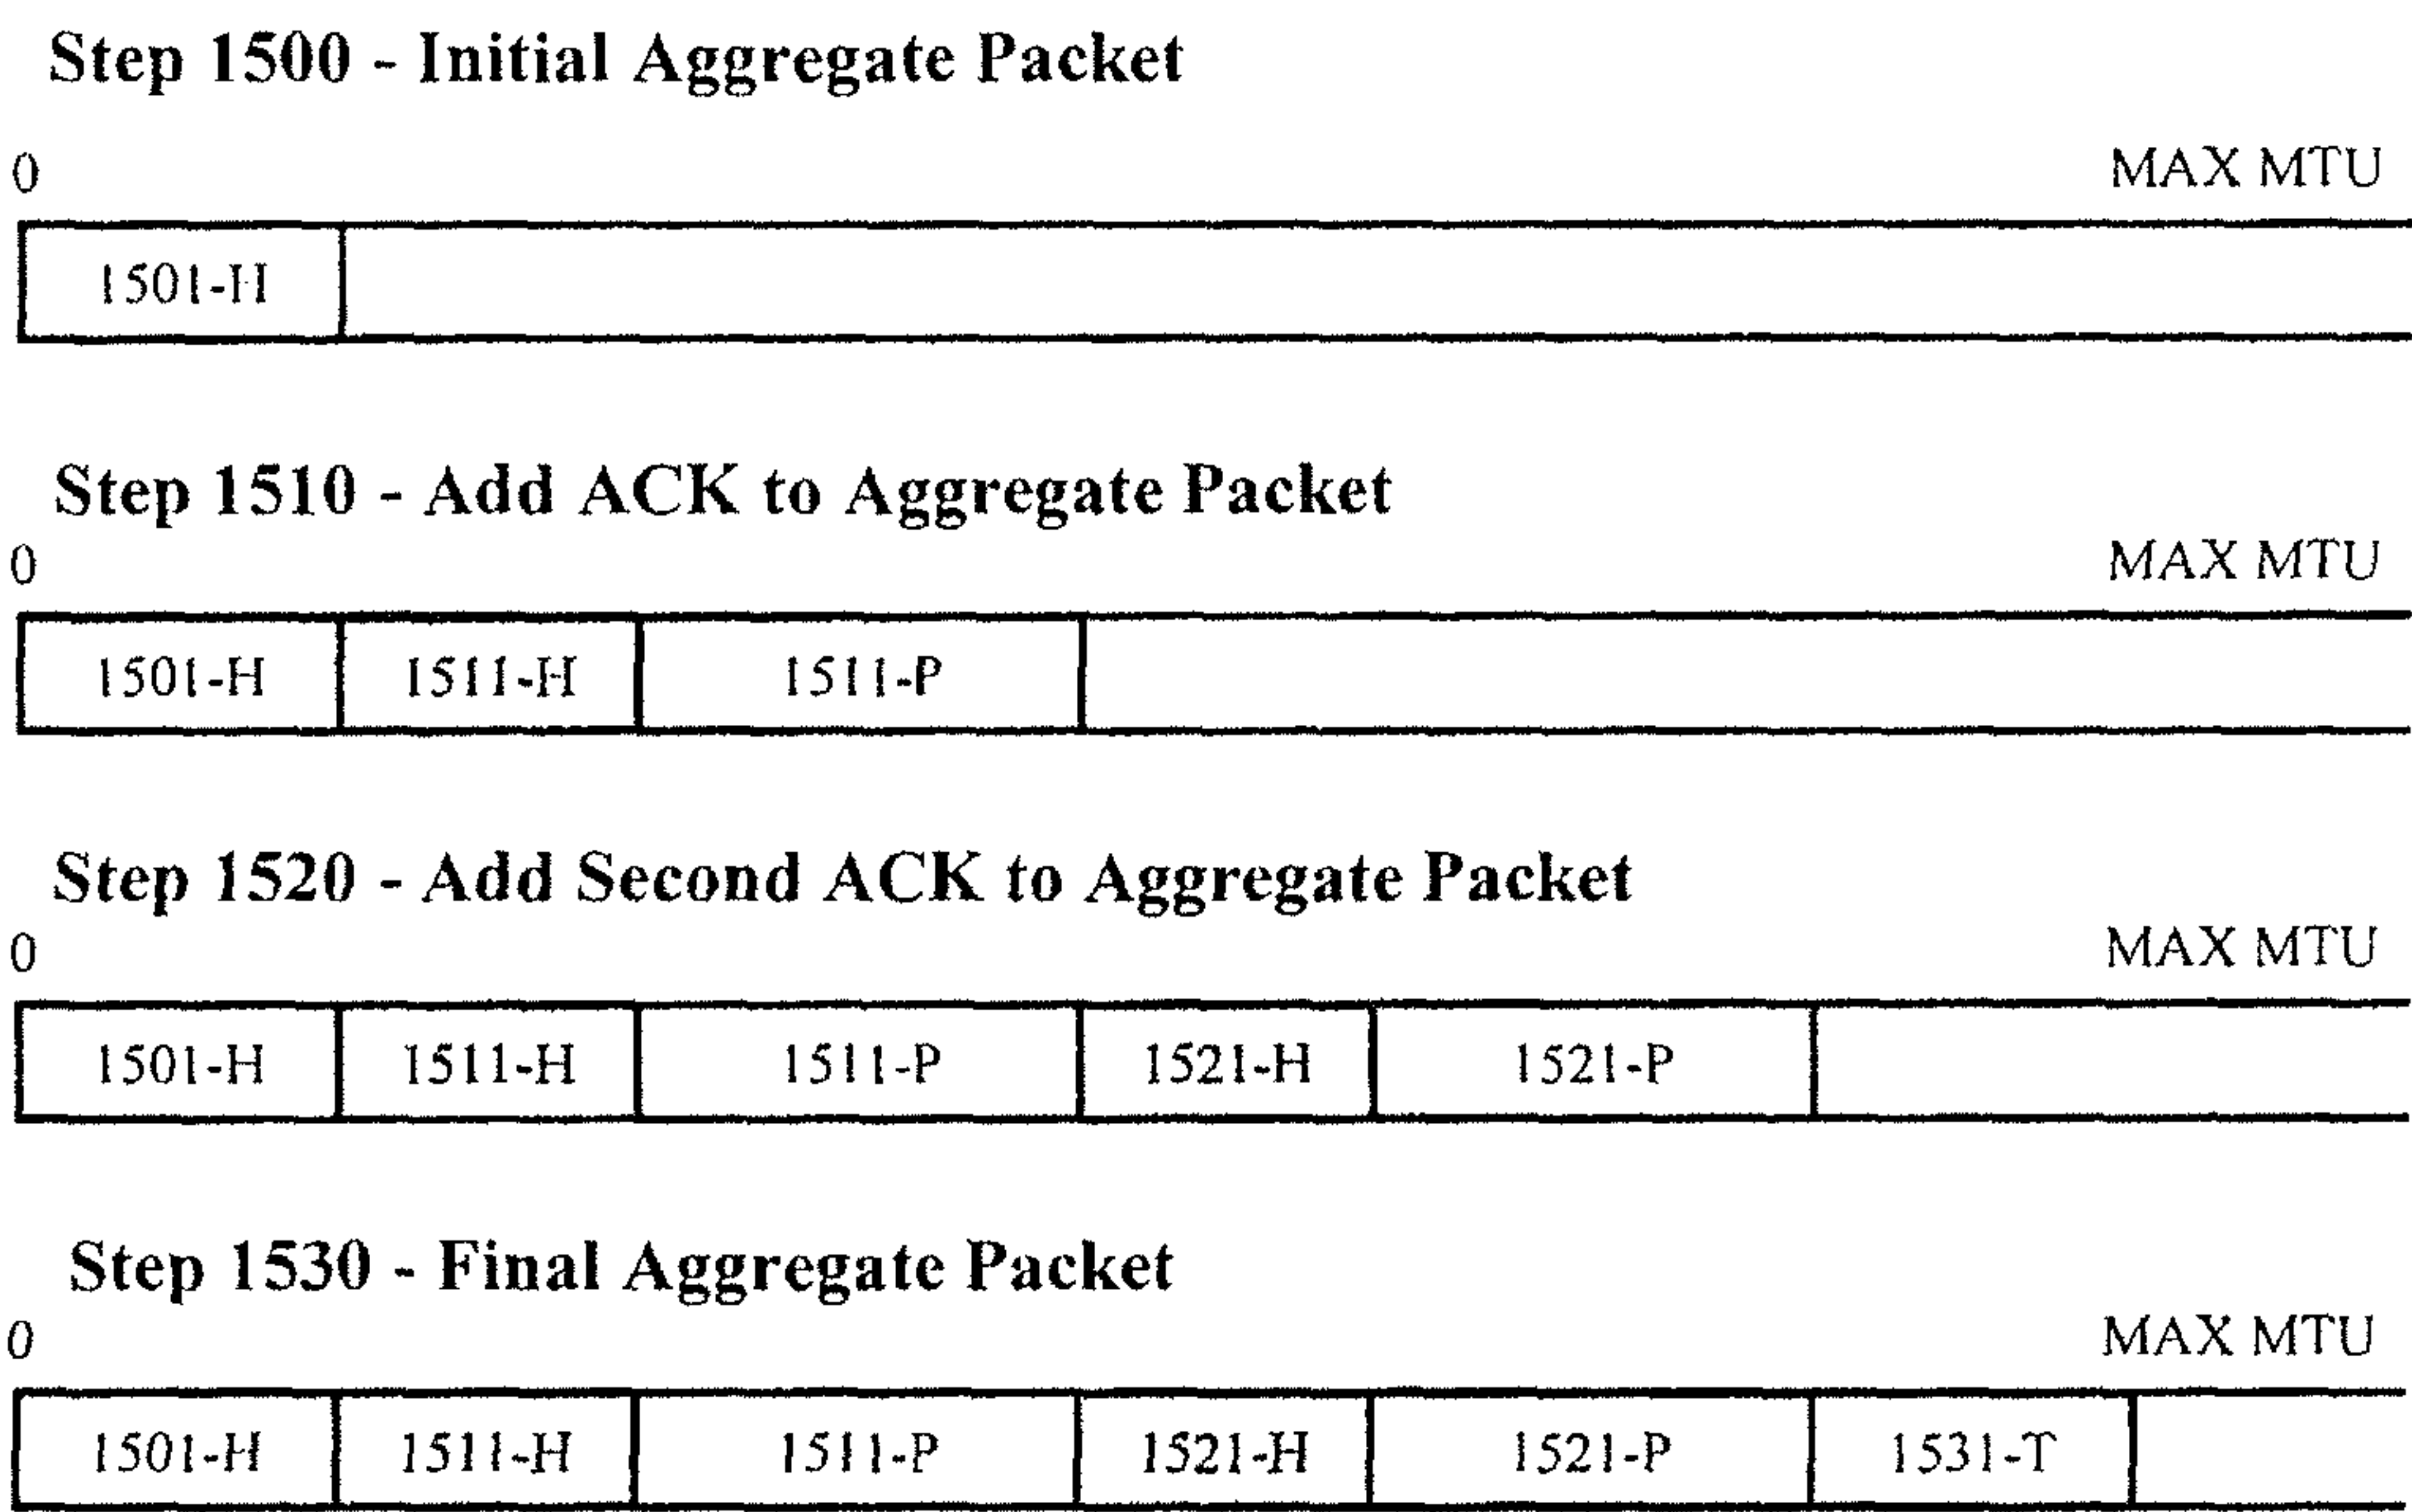 Step 1500 - Initial Aggregate Packet
0 MAX MTU
1501-H
Step 1510 - Add ACK to Aggregate Packet
0 MAX MTU
1501-H 1511-H 1511-P
Step 1520 - Add Second ACK to Aggregate Packet
0 MAX MTU
1501-H 1511-H 1511-P 1521-H 1521-P
Step 1530 - Final Aggregate Packet
0 MAX MTU
1501-H 1511-H 1511-P 1521-H 1521-P 1531-T